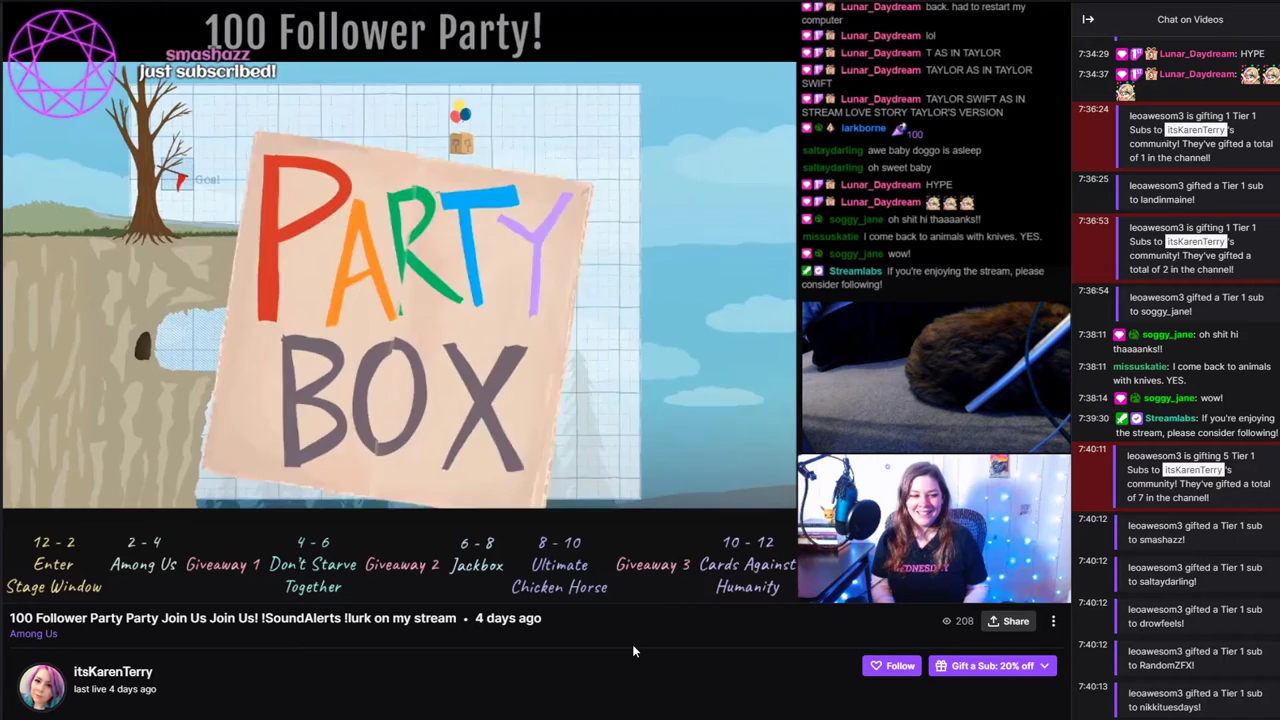 100 Follower Party!
smashazz
just subscribed!
Goal
PARTY
BOX
12 - 2
Enter
Stage Window
2 - 4
Among Us
Giveaway 1
4 - 6
Don't Starve
Together
Giveaway 2
6 - 8
Jackbox
8 - 10
Ultimate
Chicken Horse
Giveaway 3
10 - 12
Cards Against
Humanity
Lunar_Daydream back. had to restart my
computer
Lunar_Daydream lol
Lunar_Daydream T AS IN TAYLOR
Lunar_Daydream TAYLOR AS IN TAYLOR
SWIFT
Lunar_Daydream TAYLOR SWIFT AS IN
STREAM LOVE STORY TAYLOR'S VERSION
larkborne 100
saltaydarling awe baby doggo is asleep
saltaydarling oh sweet baby
Lunar_Daydream HYPE
Lunar_Daydream
soggy_jane oh shit hi thaaaanks!!
missuskatie I come back to animals with knives. YES.
soggy_jane wow!
Streamlabs If you're enjoying the stream, please
consider following!
WEDNESDAY
100 Follower Party Party Join Us Join Us! !SoundAlerts !lurk on my stream • 4 days ago
208
Share
Among Us
itsKarenTerry
last live 4 days ago
Follow
Gift a Sub: 20% off
Chat on Videos
7:34:29 Lunar_Daydream: HYPE
7:34:37 Lunar_Daydream:
7:36:24 leoawesom3 is gifting 1 Tier 1
Subs to itsKarenTerry's
community! They've gifted a total
of 1 in the channel!
7:36:25 leoawesom3 gifted a Tier 1 sub
to landinmaine!
7:36:53 leoawesom3 is gifting 1 Tier 1
Subs to itsKarenTerry's
community! They've gifted a
total of 2 in the channel!
7:36:54 leoawesom3 gifted a Tier 1 sub
to soggy_jane!
7:38:11 soggy_jane: oh shit hi
thaaaanks!!
7:38:11 missuskatie: I come back to animals
with knives. YES.
7:38:14 soggy_jane: wow!
7:39:30 Streamlabs: If you're enjoying
the stream, please consider following!
7:40:11 leoawesom3 is gifting 5 Tier 1
Subs to itsKarenTerry's
community! They've gifted a total
of 7 in the channel!
7:40:12 leoawesom3 gifted a Tier 1 sub
to smashazz!
7:40:12 leoawesom3 gifted a Tier 1 sub
to saltaydarling!
7:40:12 leoawesom3 gifted a Tier 1 sub
to drowfeels!
7:40:12 leoawesom3 gifted a Tier 1 sub
to RandomZFX!
7:40:13 leoawesom3 gifted a Tier 1 sub
to nikkituesdays!